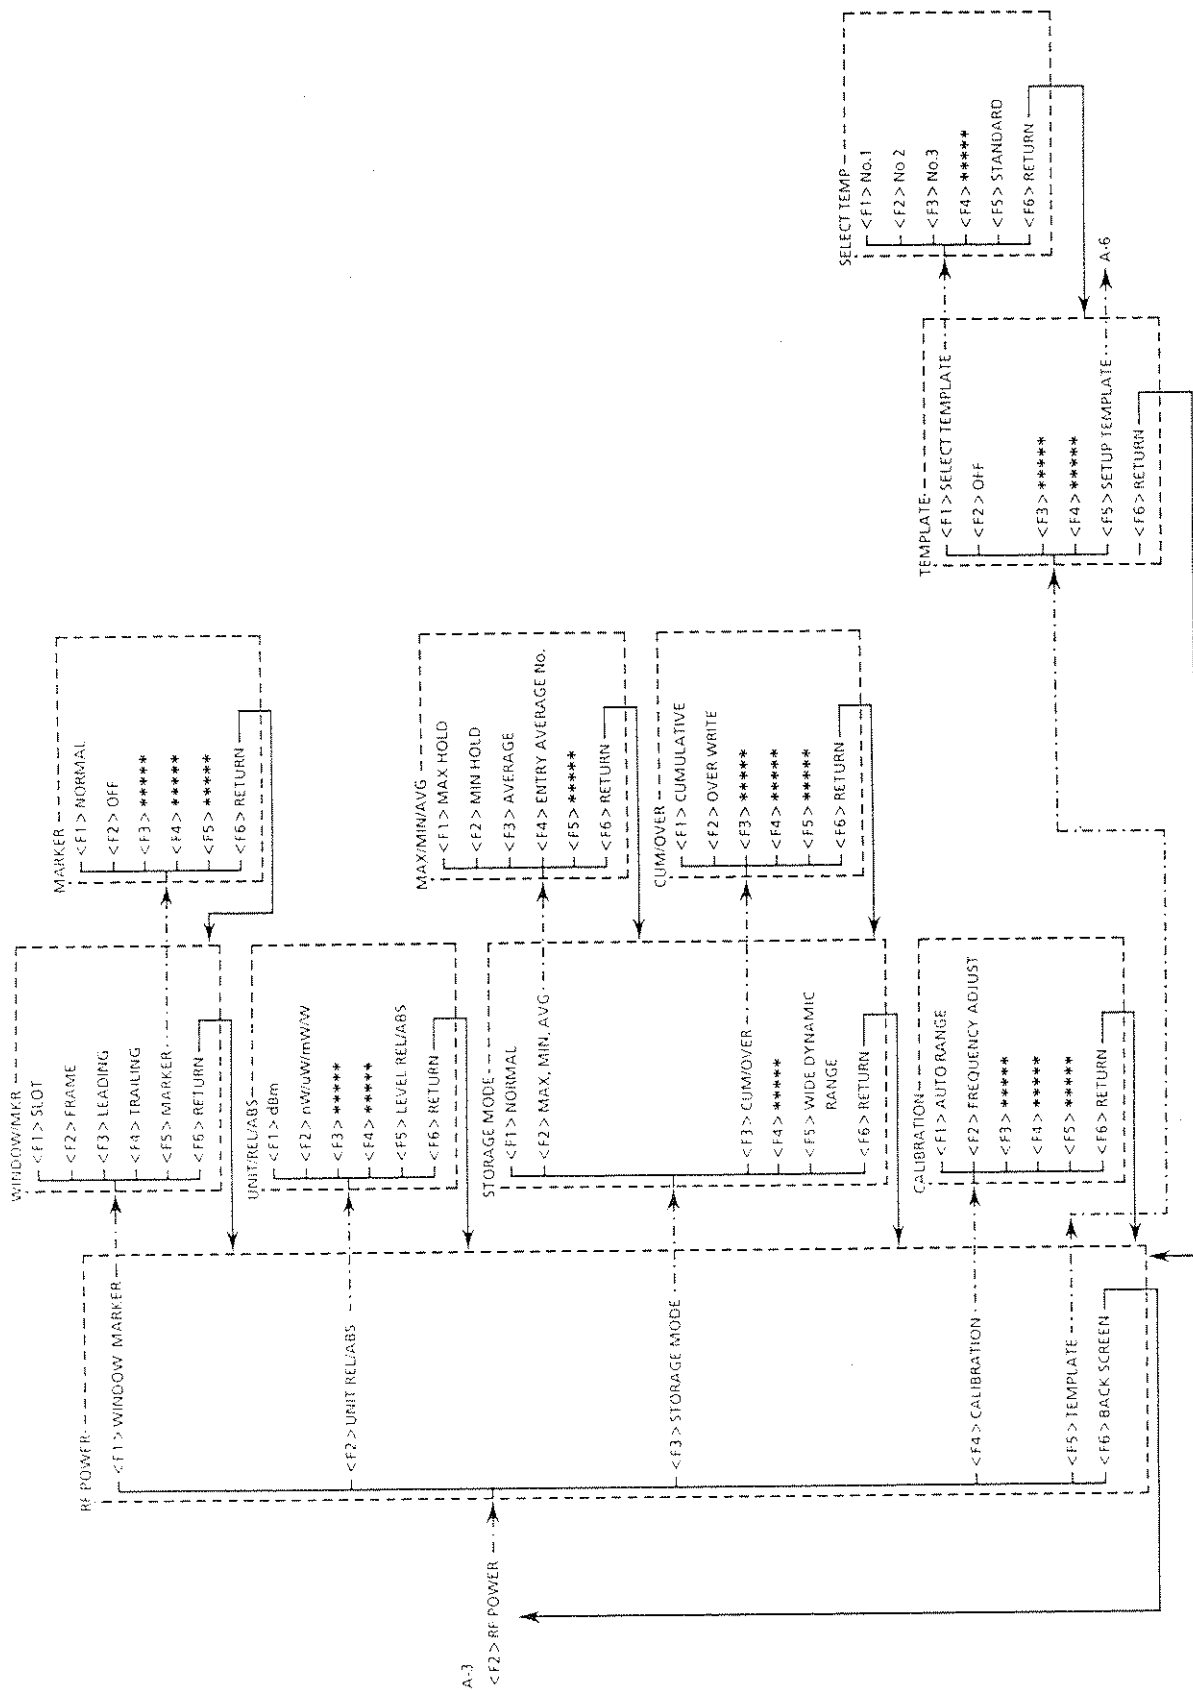 A-3
<F2> RF POWER
RF POWER
<F1> WINDOW MARKER
<F2> UNIT REL/ABS
<F3> STORAGE MODE
<F4> CALIBRATION
<F5> TEMPLATE
<F6> BACK SCREEN
WINDOW/MKR
<F1> SLOT
<F2> FRAME
<F3> LEADING
<F4> TRAILING
<F5> MARKER
<F6> RETURN
UNIT/REL/ABS
<F1> dBm
<F2> nW/uW/mW/W
<F3> *****
<F4> *****
<F5> LEVEL REL/ABS
<F6> RETURN
STORAGE MODE
<F1> NORMAL
<F2> MAX, MIN, AVG
<F3> CUM/OVER
<F4> *****
<F5> WIDE DYNAMIC
RANGE
<F6> RETURN
CALIBRATION
<F1> AUTO RANGE
<F2> FREQUENCY ADJUST
<F3> *****
<F4> *****
<F5> *****
<F6> RETURN
MARKER
<F1> NORMAL
<F2> OFF
<F3> *****
<F4> *****
<F5> *****
<F6> RETURN
MAX/MIN/AVG
<F1> MAX HOLD
<F2> MIN HOLD
<F3> AVERAGE
<F4> ENTRY AVERAGE No.
<F5> *****
<F6> RETURN
CUM/OVER
<F1> CUMULATIVE
<F2> OVER WRITE
<F3> *****
<F4> *****
<F5> *****
<F6> RETURN
TEMPLATE
<F1> SELECT TEMPLATE
<F2> OFF
<F3> *****
<F4> *****
<F5> SETUP TEMPLATE
<F6> RETURN
A-6
SELECT TEMP
<F1> No.1
<F2> No 2
<F3> No.3
<F4> *****
<F5> STANDARD
<F6> RETURN